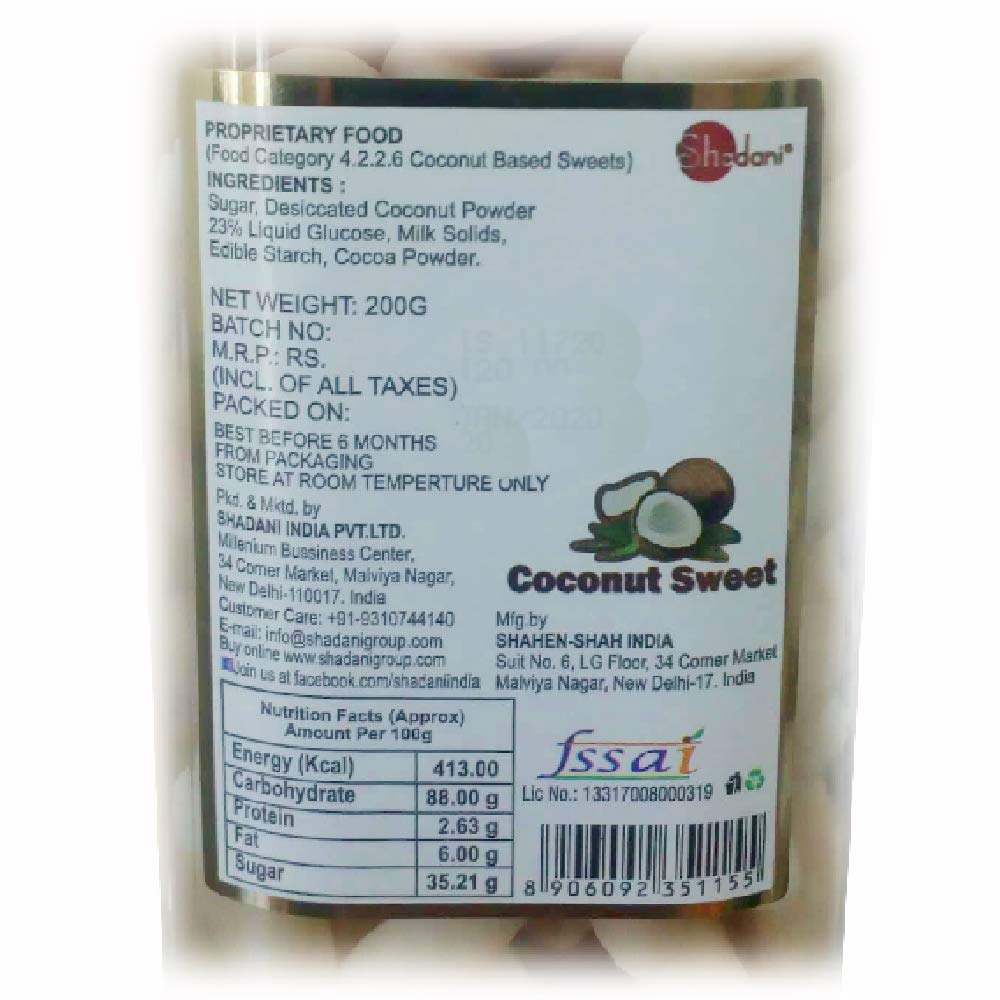 PROPRIETARY FOOD
(Food Category 4.2.2.6 Coconut Based Sweets)
Shadani®
INGREDIENTS :
Sugar, Desiccated Coconut Powder
23% Liquid Glucose, Milk Solids,
Edible Starch, Cocoa Powder.
NET WEIGHT: 200G
BATCH NO:
M.R.P.: RS.
(INCL. OF ALL TAXES)
PACKED ON:
JAN 2020
BEST BEFORE 6 MONTHS
FROM PACKAGING
STORE AT ROOM TEMPERTURE ONLY
Pkd. & Mktd. by
SHADANI INDIA PVT.LTD.
Milenium Bussiness Center,
34 Corner Market, Malviya Nagar,
New Delhi-110017. India
Customer Care: +91-9310744140
E-mail: info@shadanigroup.com
Buy online www.shadanigroup.com
Join us at facebook.com/shadaniindia
Coconut Sweet
Mfg.by
SHAHEN-SHAH INDIA
Suit No. 6, LG Floor, 34 Corner Market
Malviya Nagar, New Delhi-17. India
Nutrition Facts (Approx)
Amount Per 100g
Energy (Kcal) 413.00
Carbohydrate 88.00 g
Protein 2.63 g
Fat 6.00 g
Sugar 35.21 g
fssai
Lic No.: 13317008000319
8 906092 351155